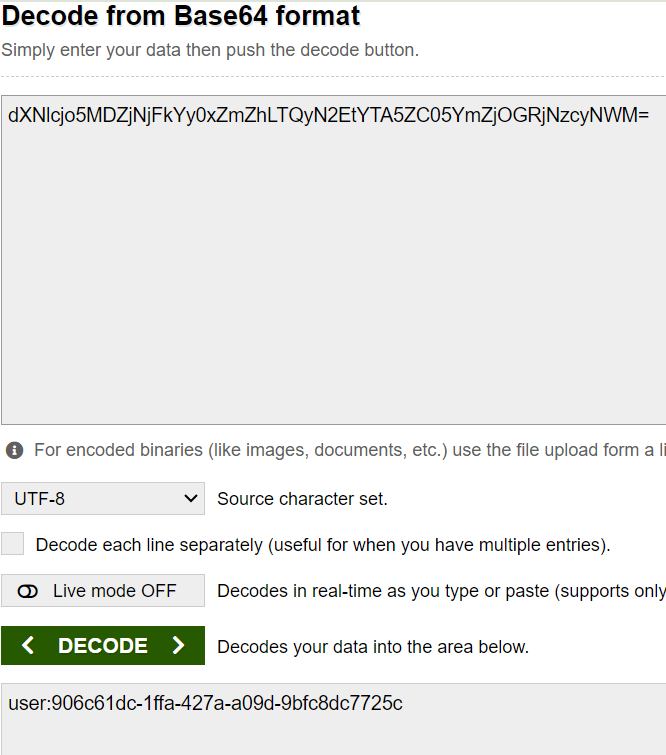 Decode from Base64 format
Simply enter your data then push the decode button.
dXNlcjo5MDZjNjFkYy0xZmZhLTQyN2EtYTA5ZC05YmZjOGRjNzcyNWM=
For encoded binaries (like images, documents, etc.) use the file upload form a li
UTF-8 Source character set.
Decode each line separately (useful for when you have multiple entries).
Live mode OFF Decodes in real-time as you type or paste (supports only
< DECODE > Decodes your data into the area below.
user:906c61dc-1ffa-427a-a09d-9bfc8dc7725c